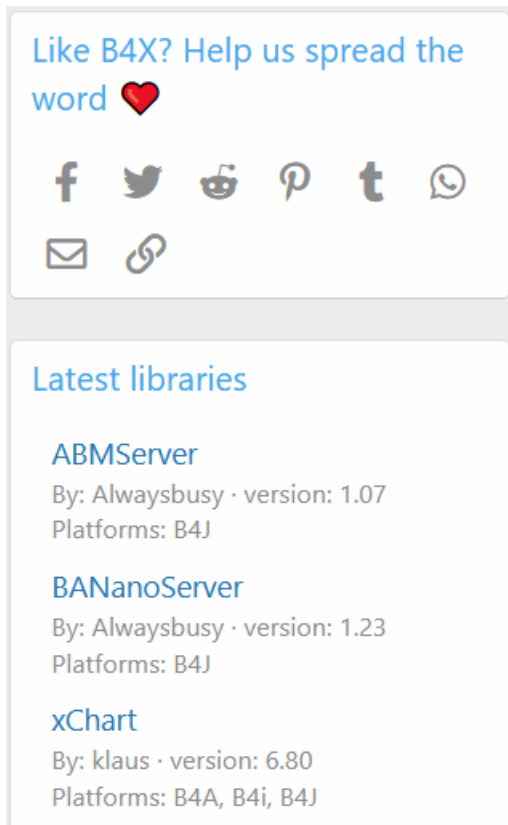 Like B4X? Help us spread the
word ❤️
Latest libraries
ABMServer
By: Alwaysbusy · version: 1.07
Platforms: B4J
BANanoServer
By: Alwaysbusy · version: 1.23
Platforms: B4J
xChart
By: klaus · version: 6.80
Platforms: B4A, B4i, B4J